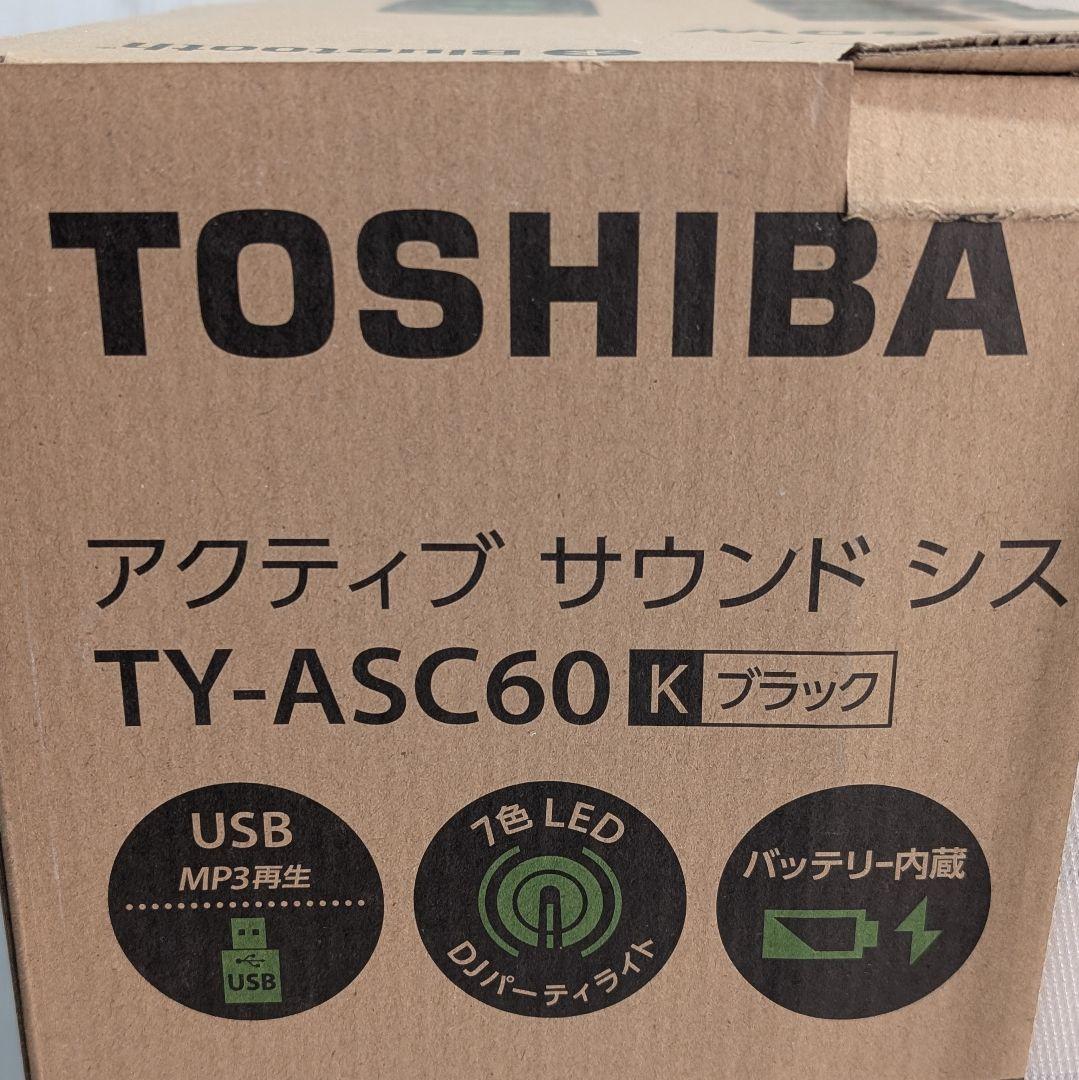 Bluetooth
TOSHIBA
アクティブ サウンド シス
TY-ASC60 K ブラック
USB
MP3再生
USB
7色 LED
DJパーティライト
バッテリー内蔵